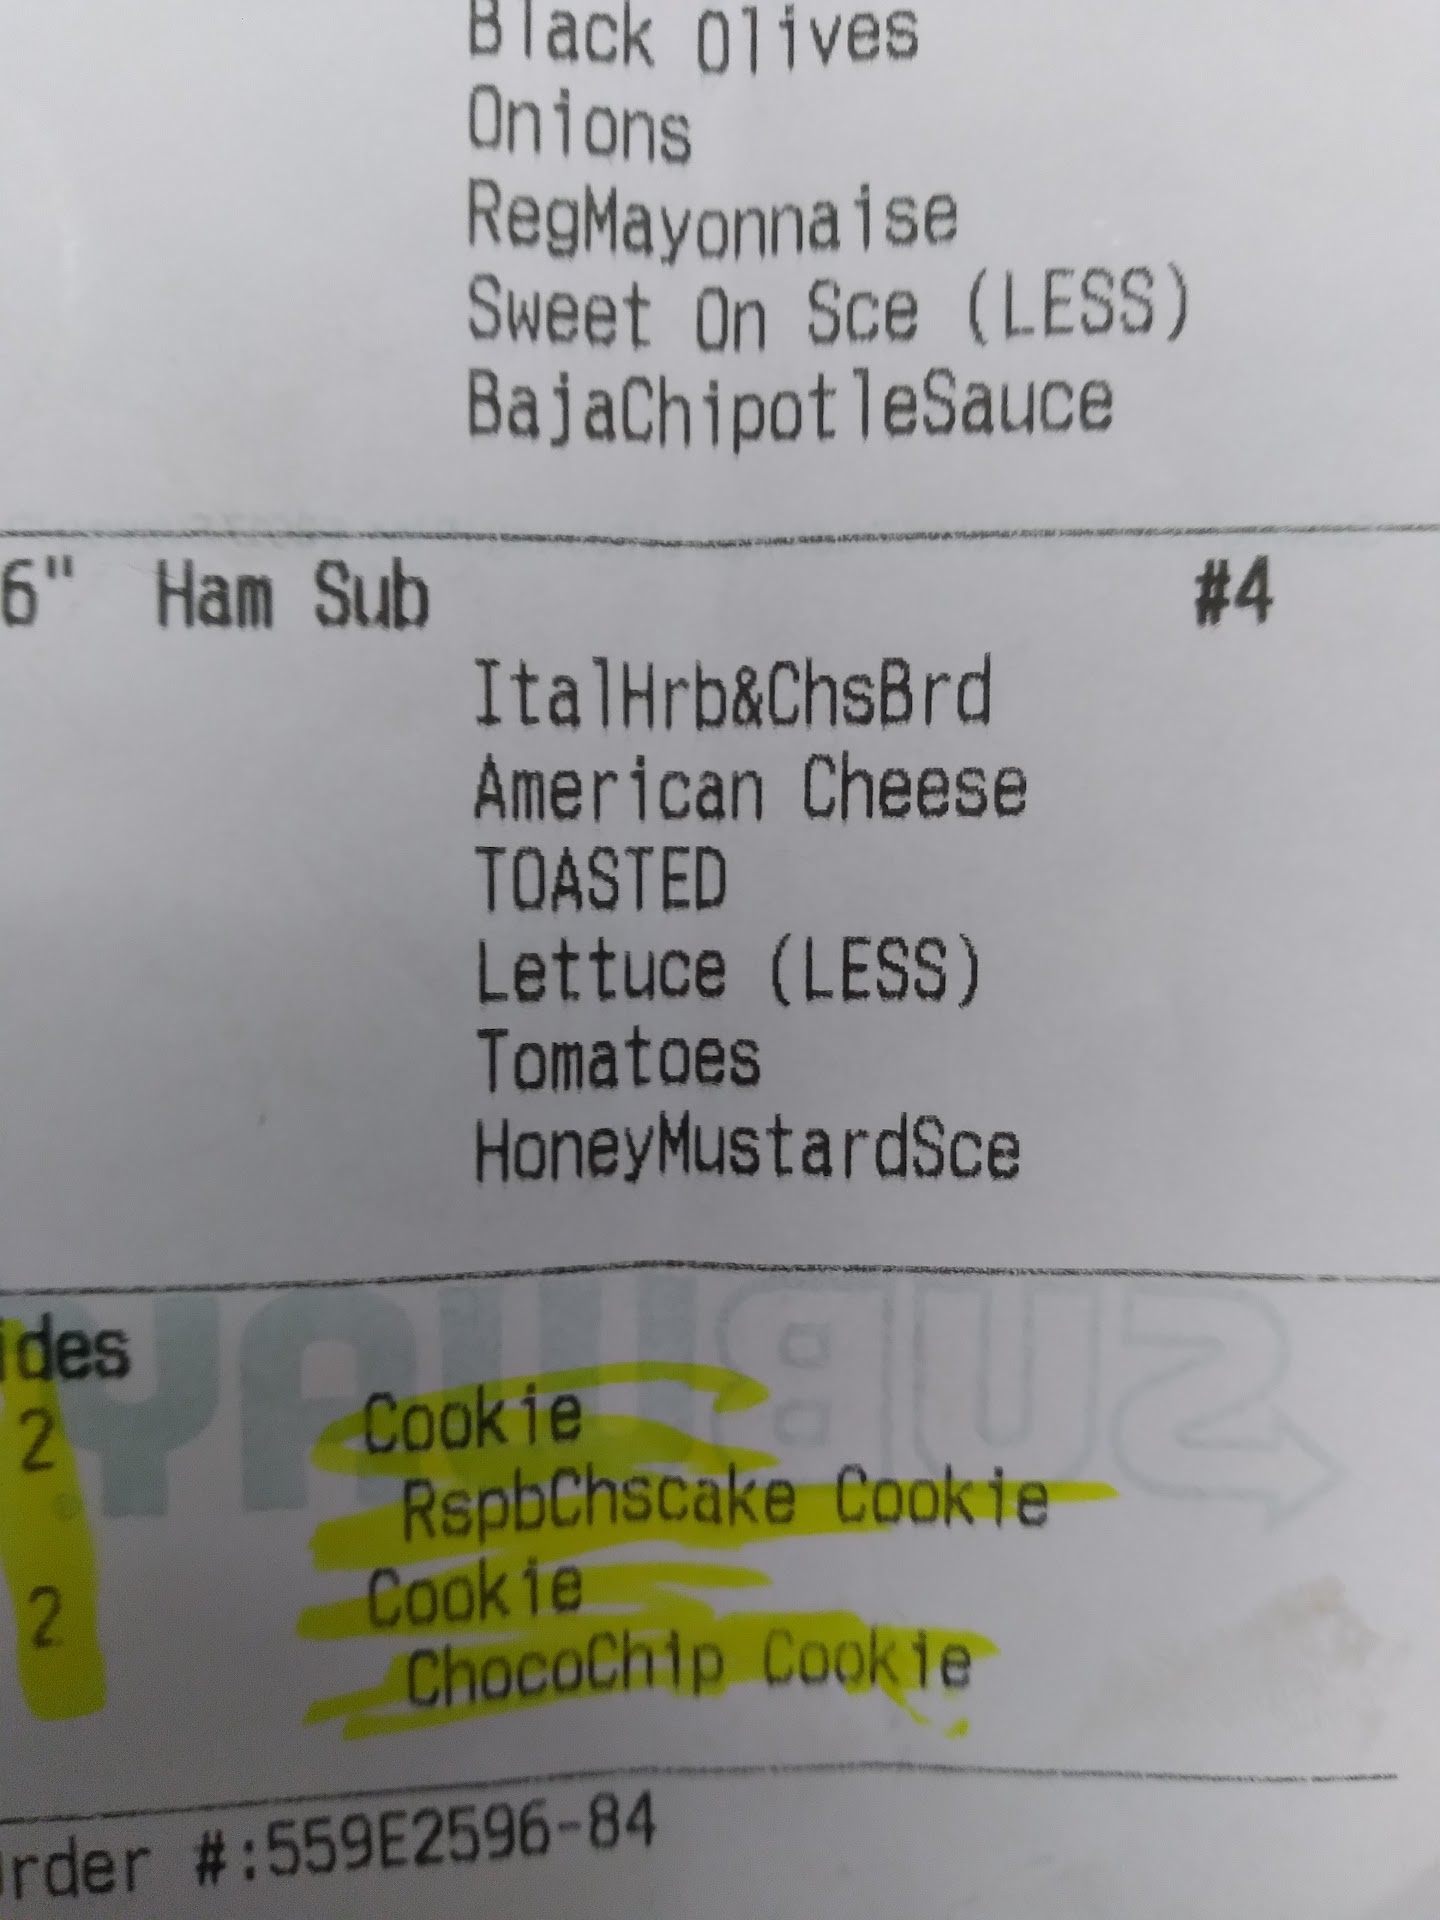 Black Olives
Onions
RegMayonnaise
Sweet On Sce (LESS)
BajaChipotleSauce
6" Ham Sub #4
ItalHrb&ChsBrd
American Cheese
TOASTED
Lettuce (LESS)
Tomatoes
HoneyMustardSce
ides
SUBWAY
2 Cookie
RspbChscake Cookie
2 Cookie
ChocoChip Cookie
rder #:559E2596-84